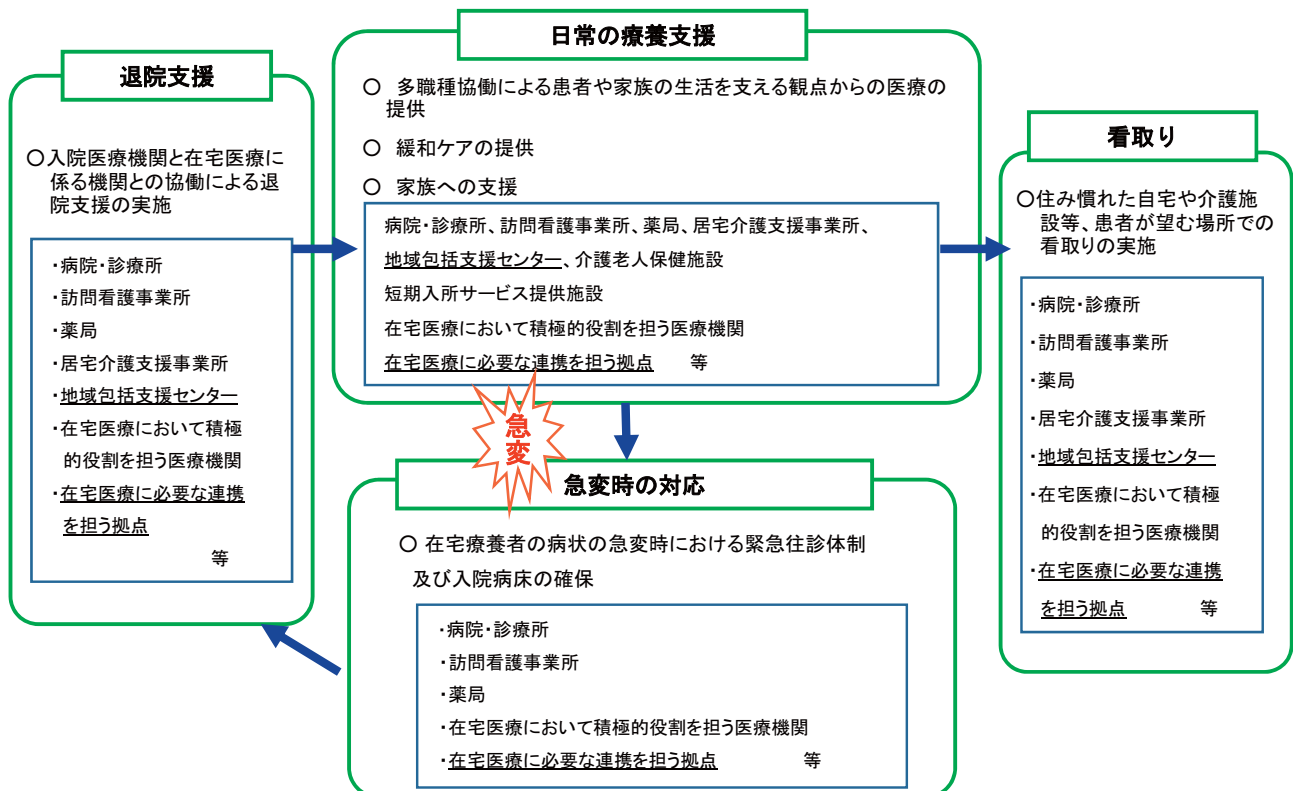 退院支援
〇入院医療機関と在宅医療に
係る機関との協働による退
院支援の実施
・病院・診療所
・訪問看護事業所
・薬局
・居宅介護支援事業所
・地域包括支援センター
・在宅医療において積極
的役割を担う医療機関
・在宅医療に必要な連携
を担う拠点
等
日常の療養支援
〇 多職種協働による患者や家族の生活を支える観点からの医療の
提供
〇 緩和ケアの提供
〇 家族への支援
病院・診療所、訪問看護事業所、薬局、居宅介護支援事業所、
地域包括支援センター、介護老人保健施設
短期入所サービス提供施設
在宅医療において積極的役割を担う医療機関
在宅医療に必要な連携を担う拠点 等
急変
急変時の対応
〇 在宅療養者の病状の急変時における緊急往診体制
及び入院病床の確保
・病院・診療所
・訪問看護事業所
・薬局
・在宅医療において積極的役割を担う医療機関
・在宅医療に必要な連携を担う拠点 等
看取り
〇住み慣れた自宅や介護施
設等、患者が望む場所での
看取りの実施
・病院・診療所
・訪問看護事業所
・薬局
・居宅介護支援事業所
・地域包括支援センター
・在宅医療において積極
的役割を担う医療機関
・在宅医療に必要な連携
を担う拠点 等